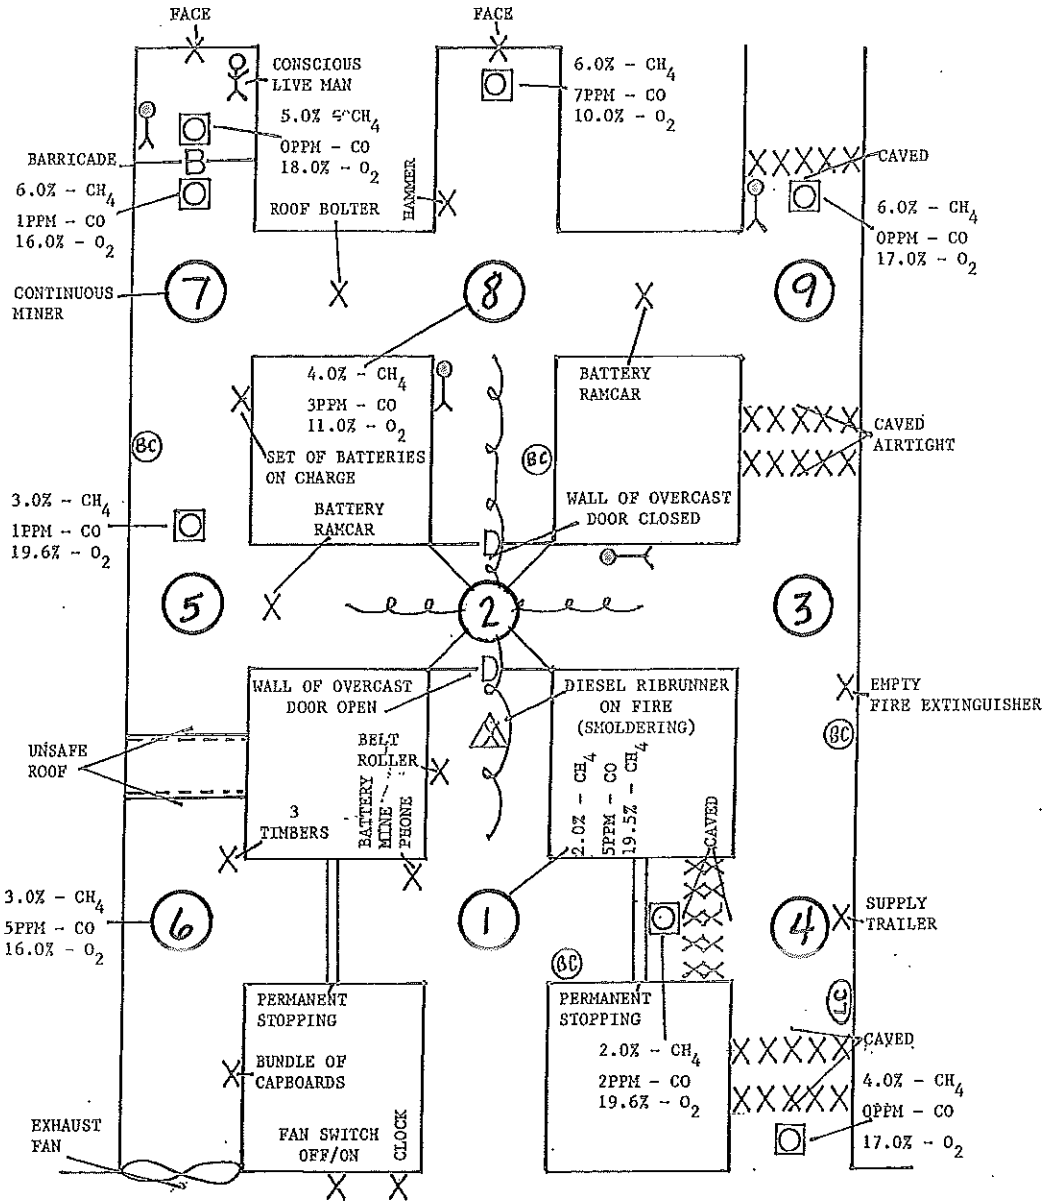 FACE
FACE
CONSCIOUS
LIVE MAN
5.0% - CH4
0PPM - CO
18.0% - O2
6.0% - CH4
7PPM - CO
10.0% - O2
BARRICADE
B
6.0% - CH4
1PPM - CO
16.0% - O2
ROOF BOLTER
HAMMER
CAVED
6.0% - CH4
0PPM - CO
17.0% - O2
CONTINUOUS
MINER
7
8
9
4.0% - CH4
3PPM - CO
11.0% - O2
SET OF BATTERIES
ON CHARGE
BATTERY
RAMCAR
BC
BC
CAVED
AIRTIGHT
3.0% - CH4
1PPM - CO
19.6% - O2
BATTERY
RAMCAR
WALL OF OVERCAST
DOOR CLOSED
D
5
2
3
D
WALL OF OVERCAST
DOOR OPEN
DIESEL RIBRUNNER
ON FIRE
(SMOLDERING)
EMPTY
FIRE EXTINGUISHER
BC
UNSAFE
ROOF
BELT
ROLLER
BATTERY
MINE
PHONE
2.0% - CH4
5PPM - CO
19.5% - CH4
CAVED
3
TIMBERS
3.0% - CH4
5PPM - CO
16.0% - O2
6
1
4
SUPPLY
TRAILER
BC
LC
PERMANENT
STOPPING
PERMANENT
STOPPING
BUNDLE OF
CAPBOARDS
2.0% - CH4
2PPM - CO
19.6% - O2
CAVED
4.0% - CH4
0PPM - CO
17.0% - O2
EXHAUST
FAN
FAN SWITCH
OFF/ON
CLOCK